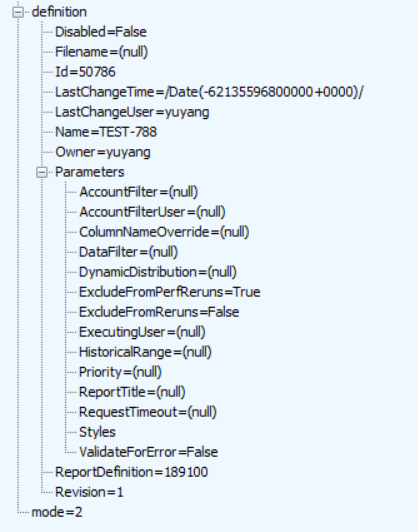 definition
Disabled=False
Filename=(null)
Id=50786
LastChangeTime=/Date(-62135596800000+0000)/
LastChangeUser=yuyang
Name=TEST-788
Owner=yuyang
Parameters
AccountFilter=(null)
AccountFilterUser=(null)
ColumnNameOverride=(null)
DataFilter=(null)
DynamicDistribution=(null)
ExcludeFromPerfReruns=True
ExcludeFromReruns=False
ExecutingUser=(null)
HistoricalRange=(null)
Priority=(null)
ReportTitle=(null)
RequestTimeout=(null)
Styles
ValidateForError=False
ReportDefinition=189100
Revision=1
mode=2